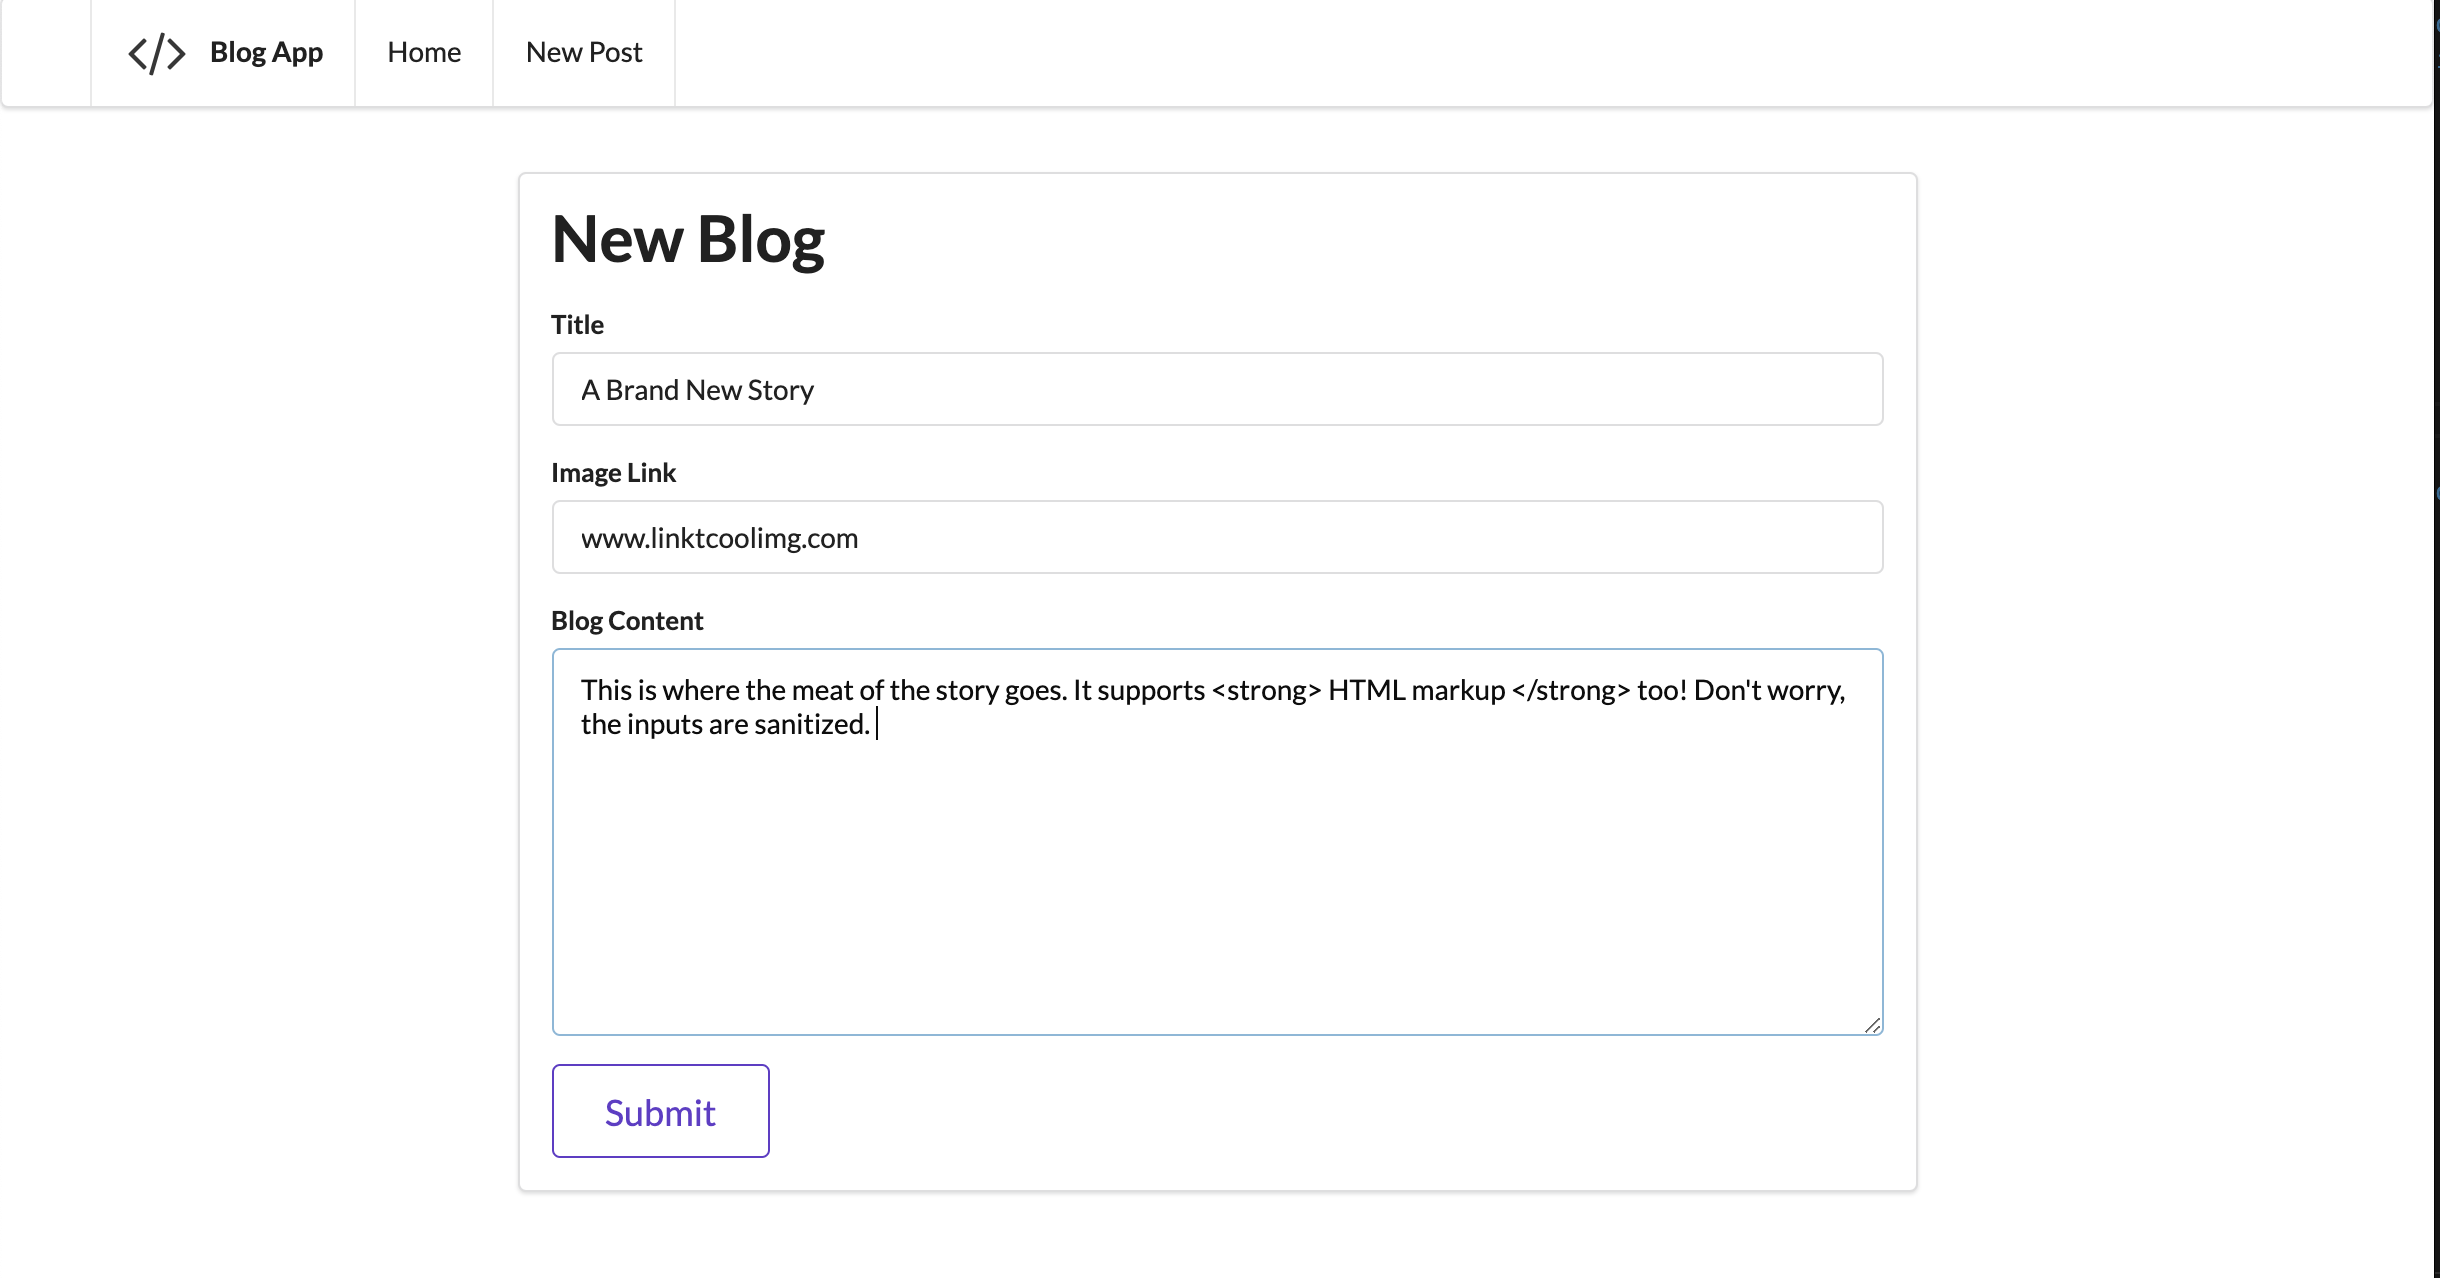 </> Blog App Home New Post
New Blog
Title
A Brand New Story
Image Link
www.linktcoolimg.com
Blog Content
This is where the meat of the story goes. It supports <strong> HTML markup </strong> too! Don't worry,
the inputs are sanitized.
Submit